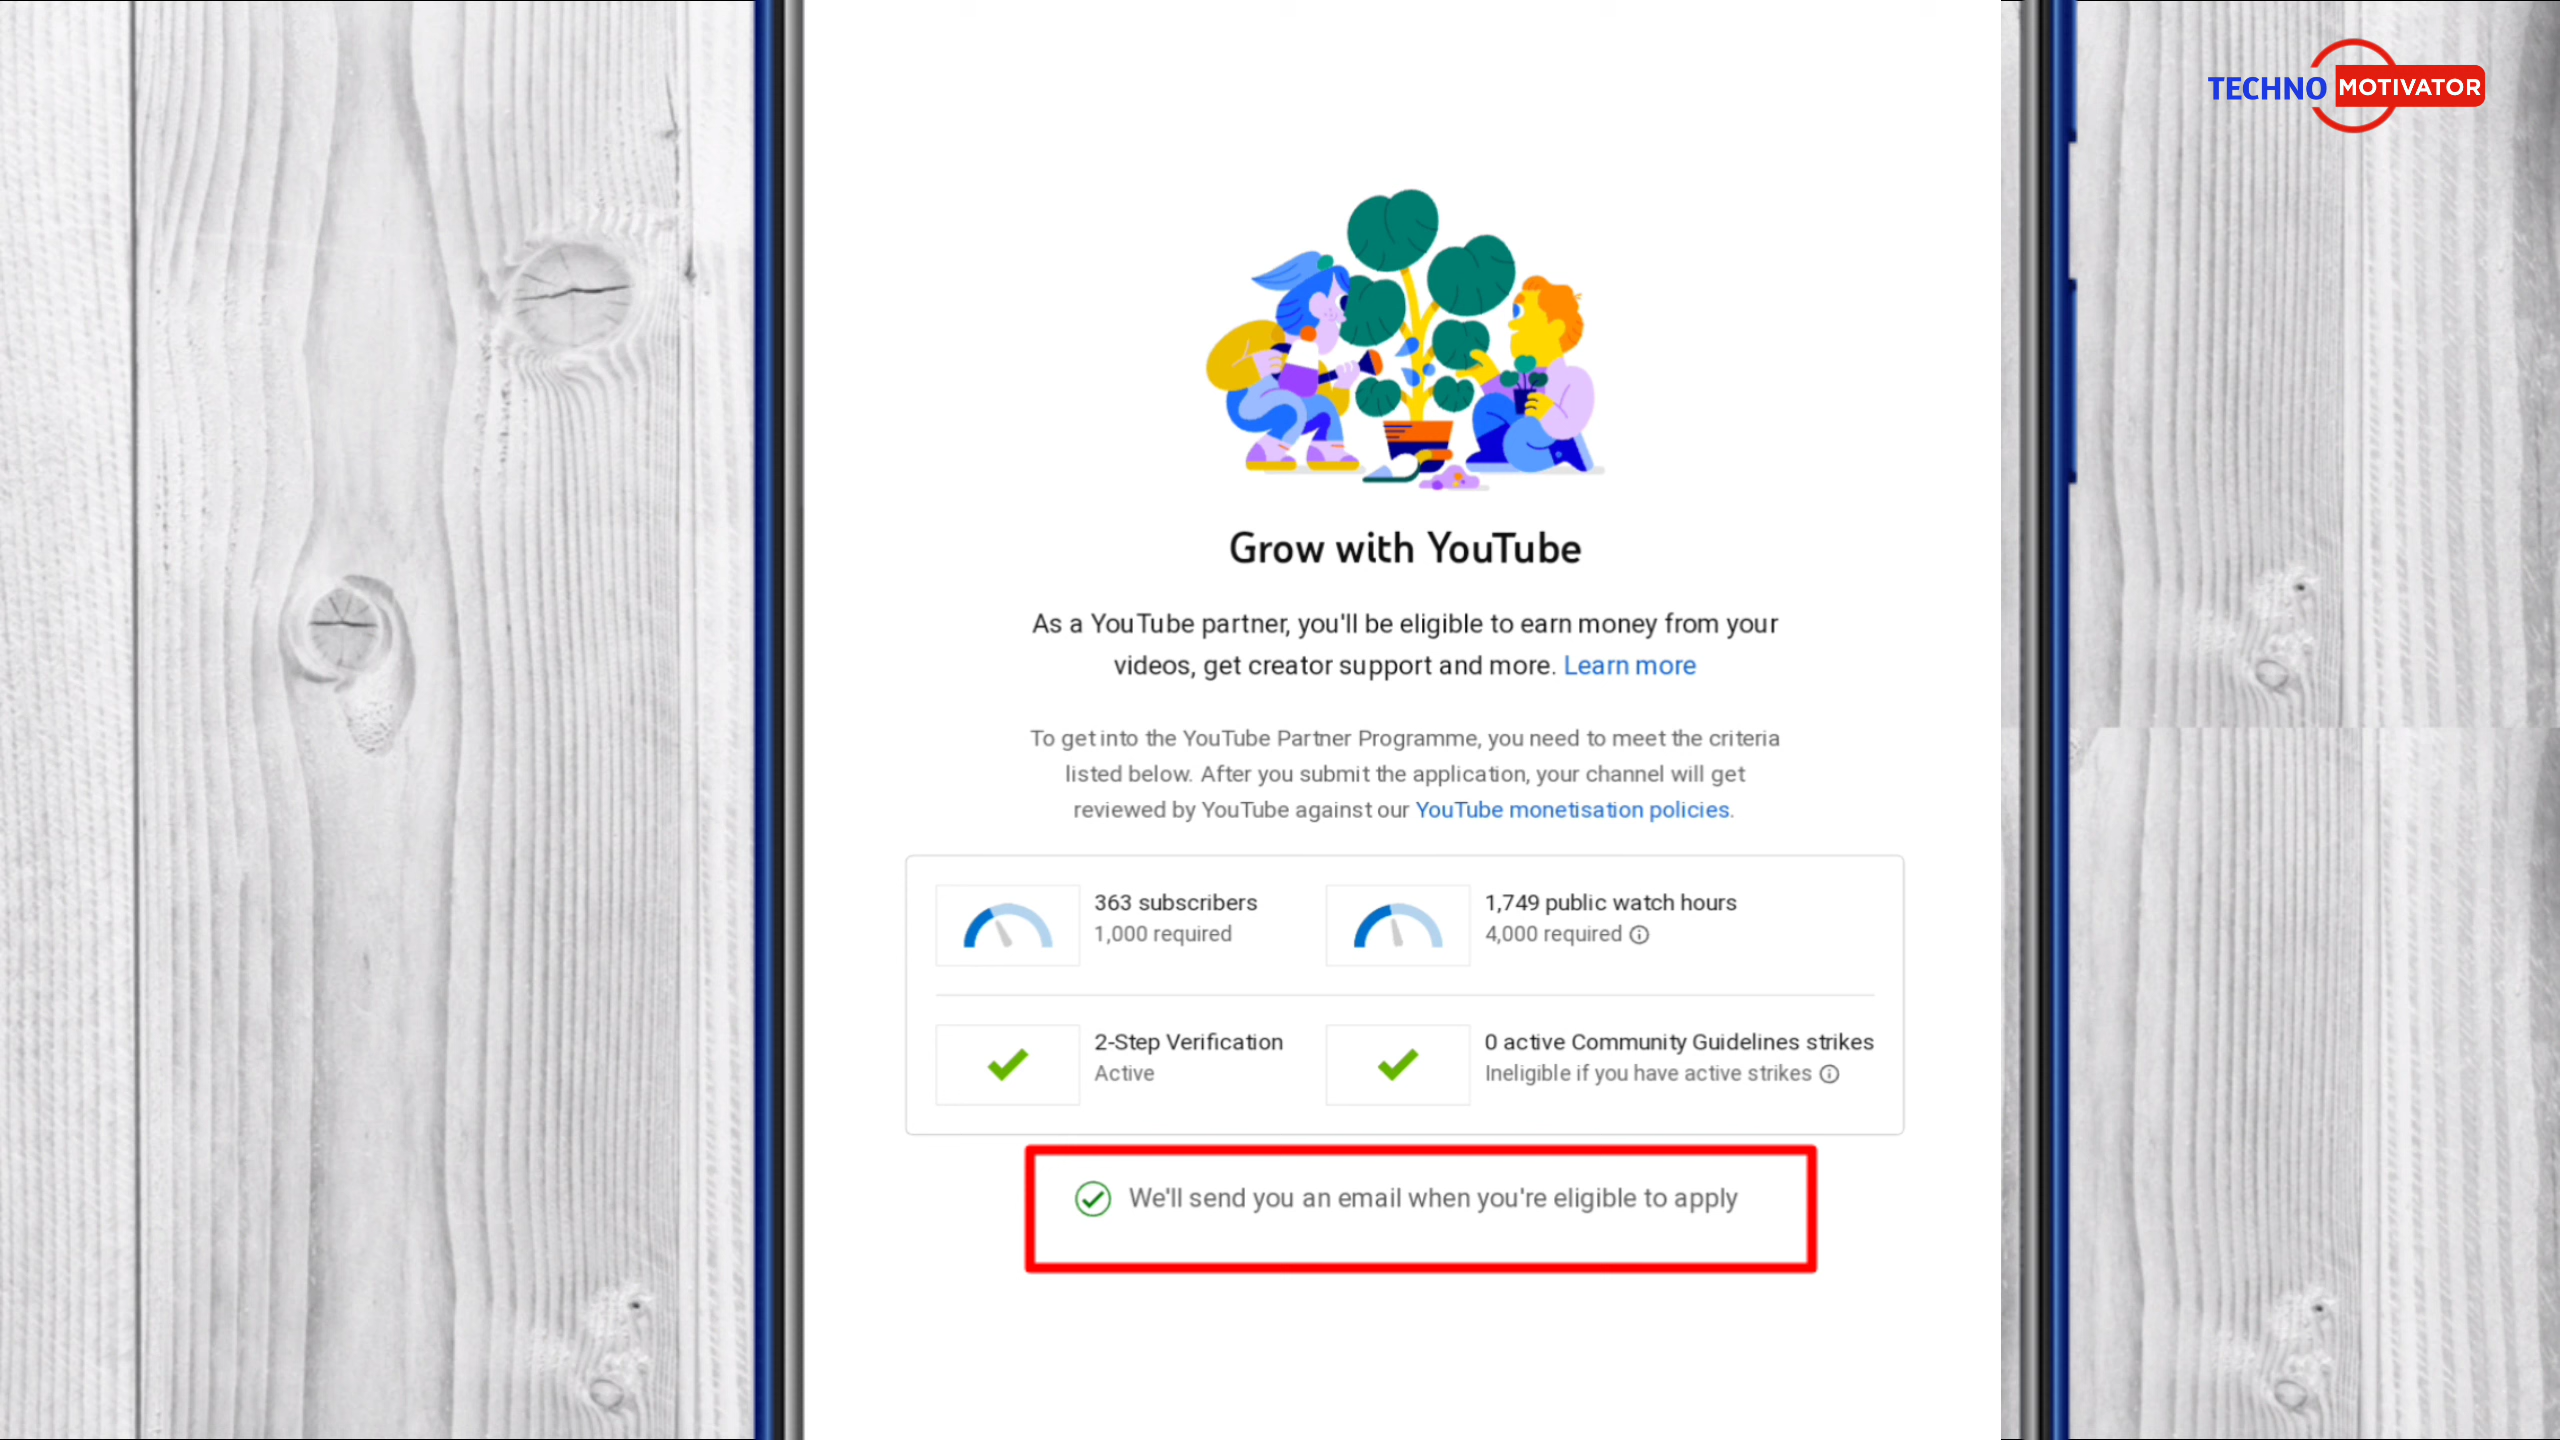 TECHNO MOTIVATOR
Grow with YouTube
As a YouTube partner, you'll be eligible to earn money from your
videos, get creator support and more. Learn more
To get into the YouTube Partner Programme, you need to meet the criteria
listed below. After you submit the application, your channel will get
reviewed by YouTube against our YouTube monetisation policies.
363 subscribers
1,000 required
1,749 public watch hours
4,000 required
2-Step Verification
Active
0 active Community Guidelines strikes
Ineligible if you have active strikes
We'll send you an email when you're eligible to apply